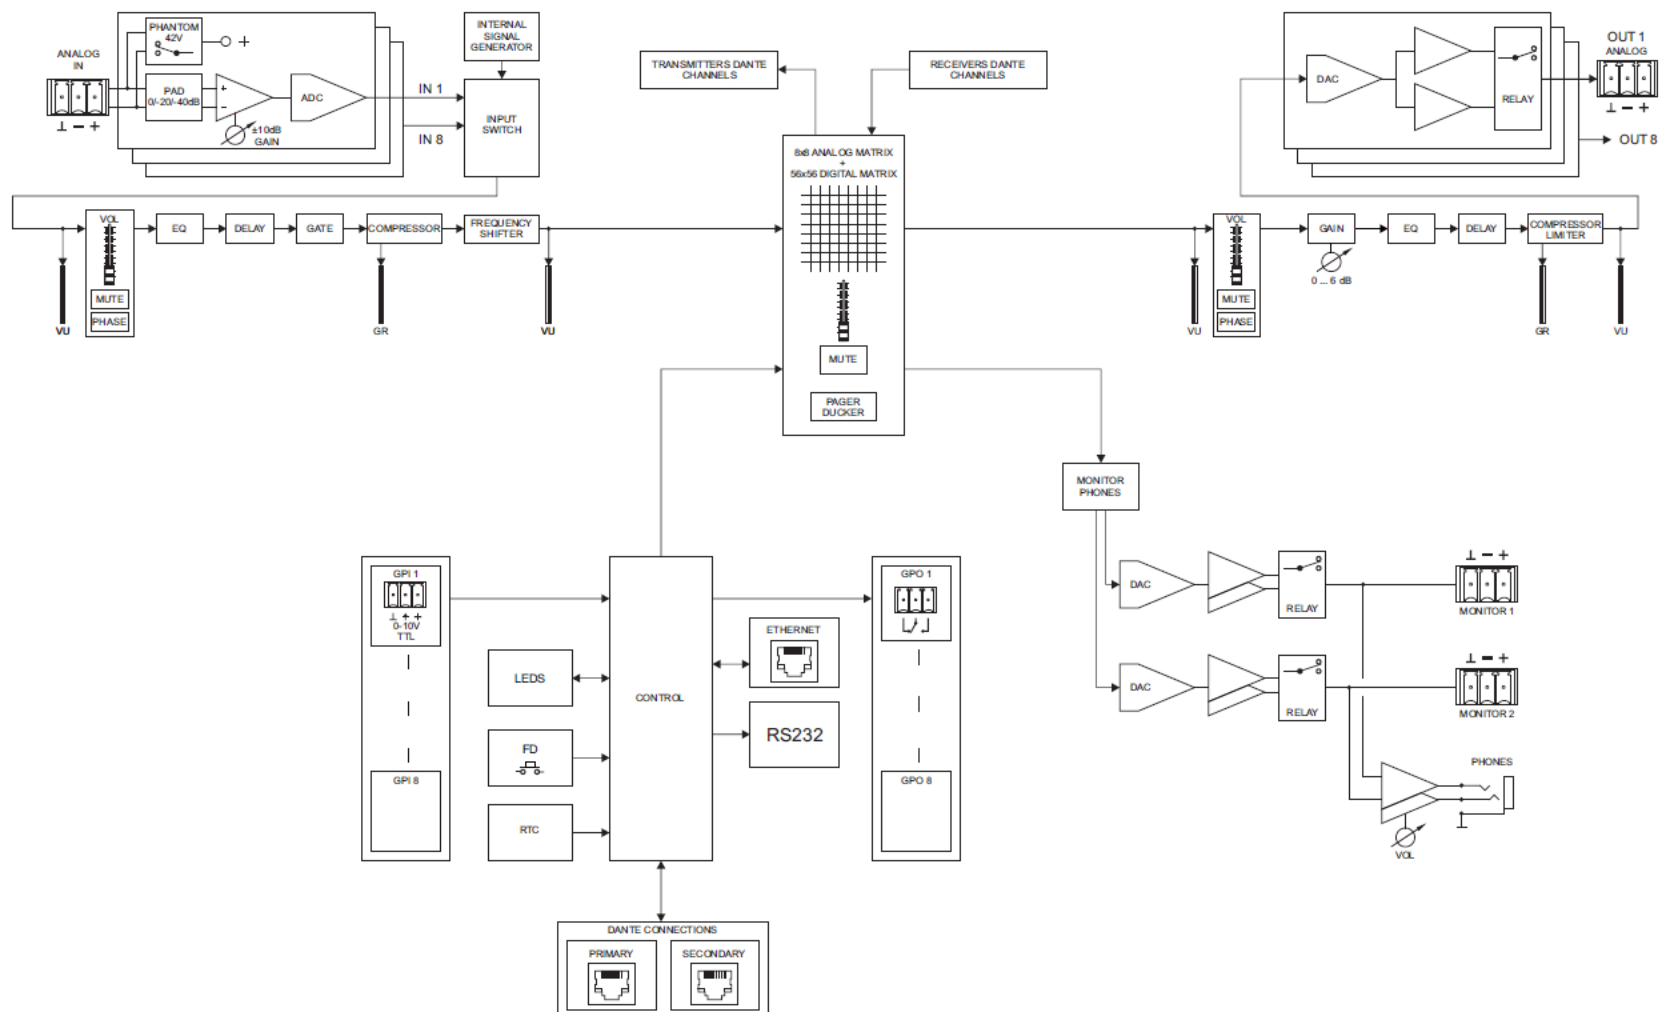 ANALOG
IN
⊥ − +
PHANTOM
42V
+
PAD
0/-20/-40dB
+
−
±10dB
GAIN
ADC
IN 1
IN 8
INTERNAL
SIGNAL
GENERATOR
INPUT
SWITCH
TRANSMITTERS DANTE
CHANNELS
RECEIVERS DANTE
CHANNELS
DAC
RELAY
OUT 1
ANALOG
⊥ − +
OUT 8
VU
VOL
MUTE
PHASE
EQ
DELAY
GATE
COMPRESSOR
GR
FREQUENCY
SHIFTER
VU
8x8 ANALOG MATRIX
+
56x56 DIGITAL MATRIX
MUTE
PAGER
DUCKER
VU
VOL
MUTE
PHASE
GAIN
0 ... 6 dB
EQ
DELAY
COMPRESSOR
LIMITER
GR
VU
MONITOR
PHONES
DAC
RELAY
⊥ − +
MONITOR 1
DAC
RELAY
⊥ − +
MONITOR 2
PHONES
VOL
GPI 1
⊥ + +
0-10V
TTL
GPI 8
LEDS
FD
RTC
CONTROL
ETHERNET
RS232
GPO 1
GPO 8
DANTE CONNECTIONS
PRIMARY
SECONDARY